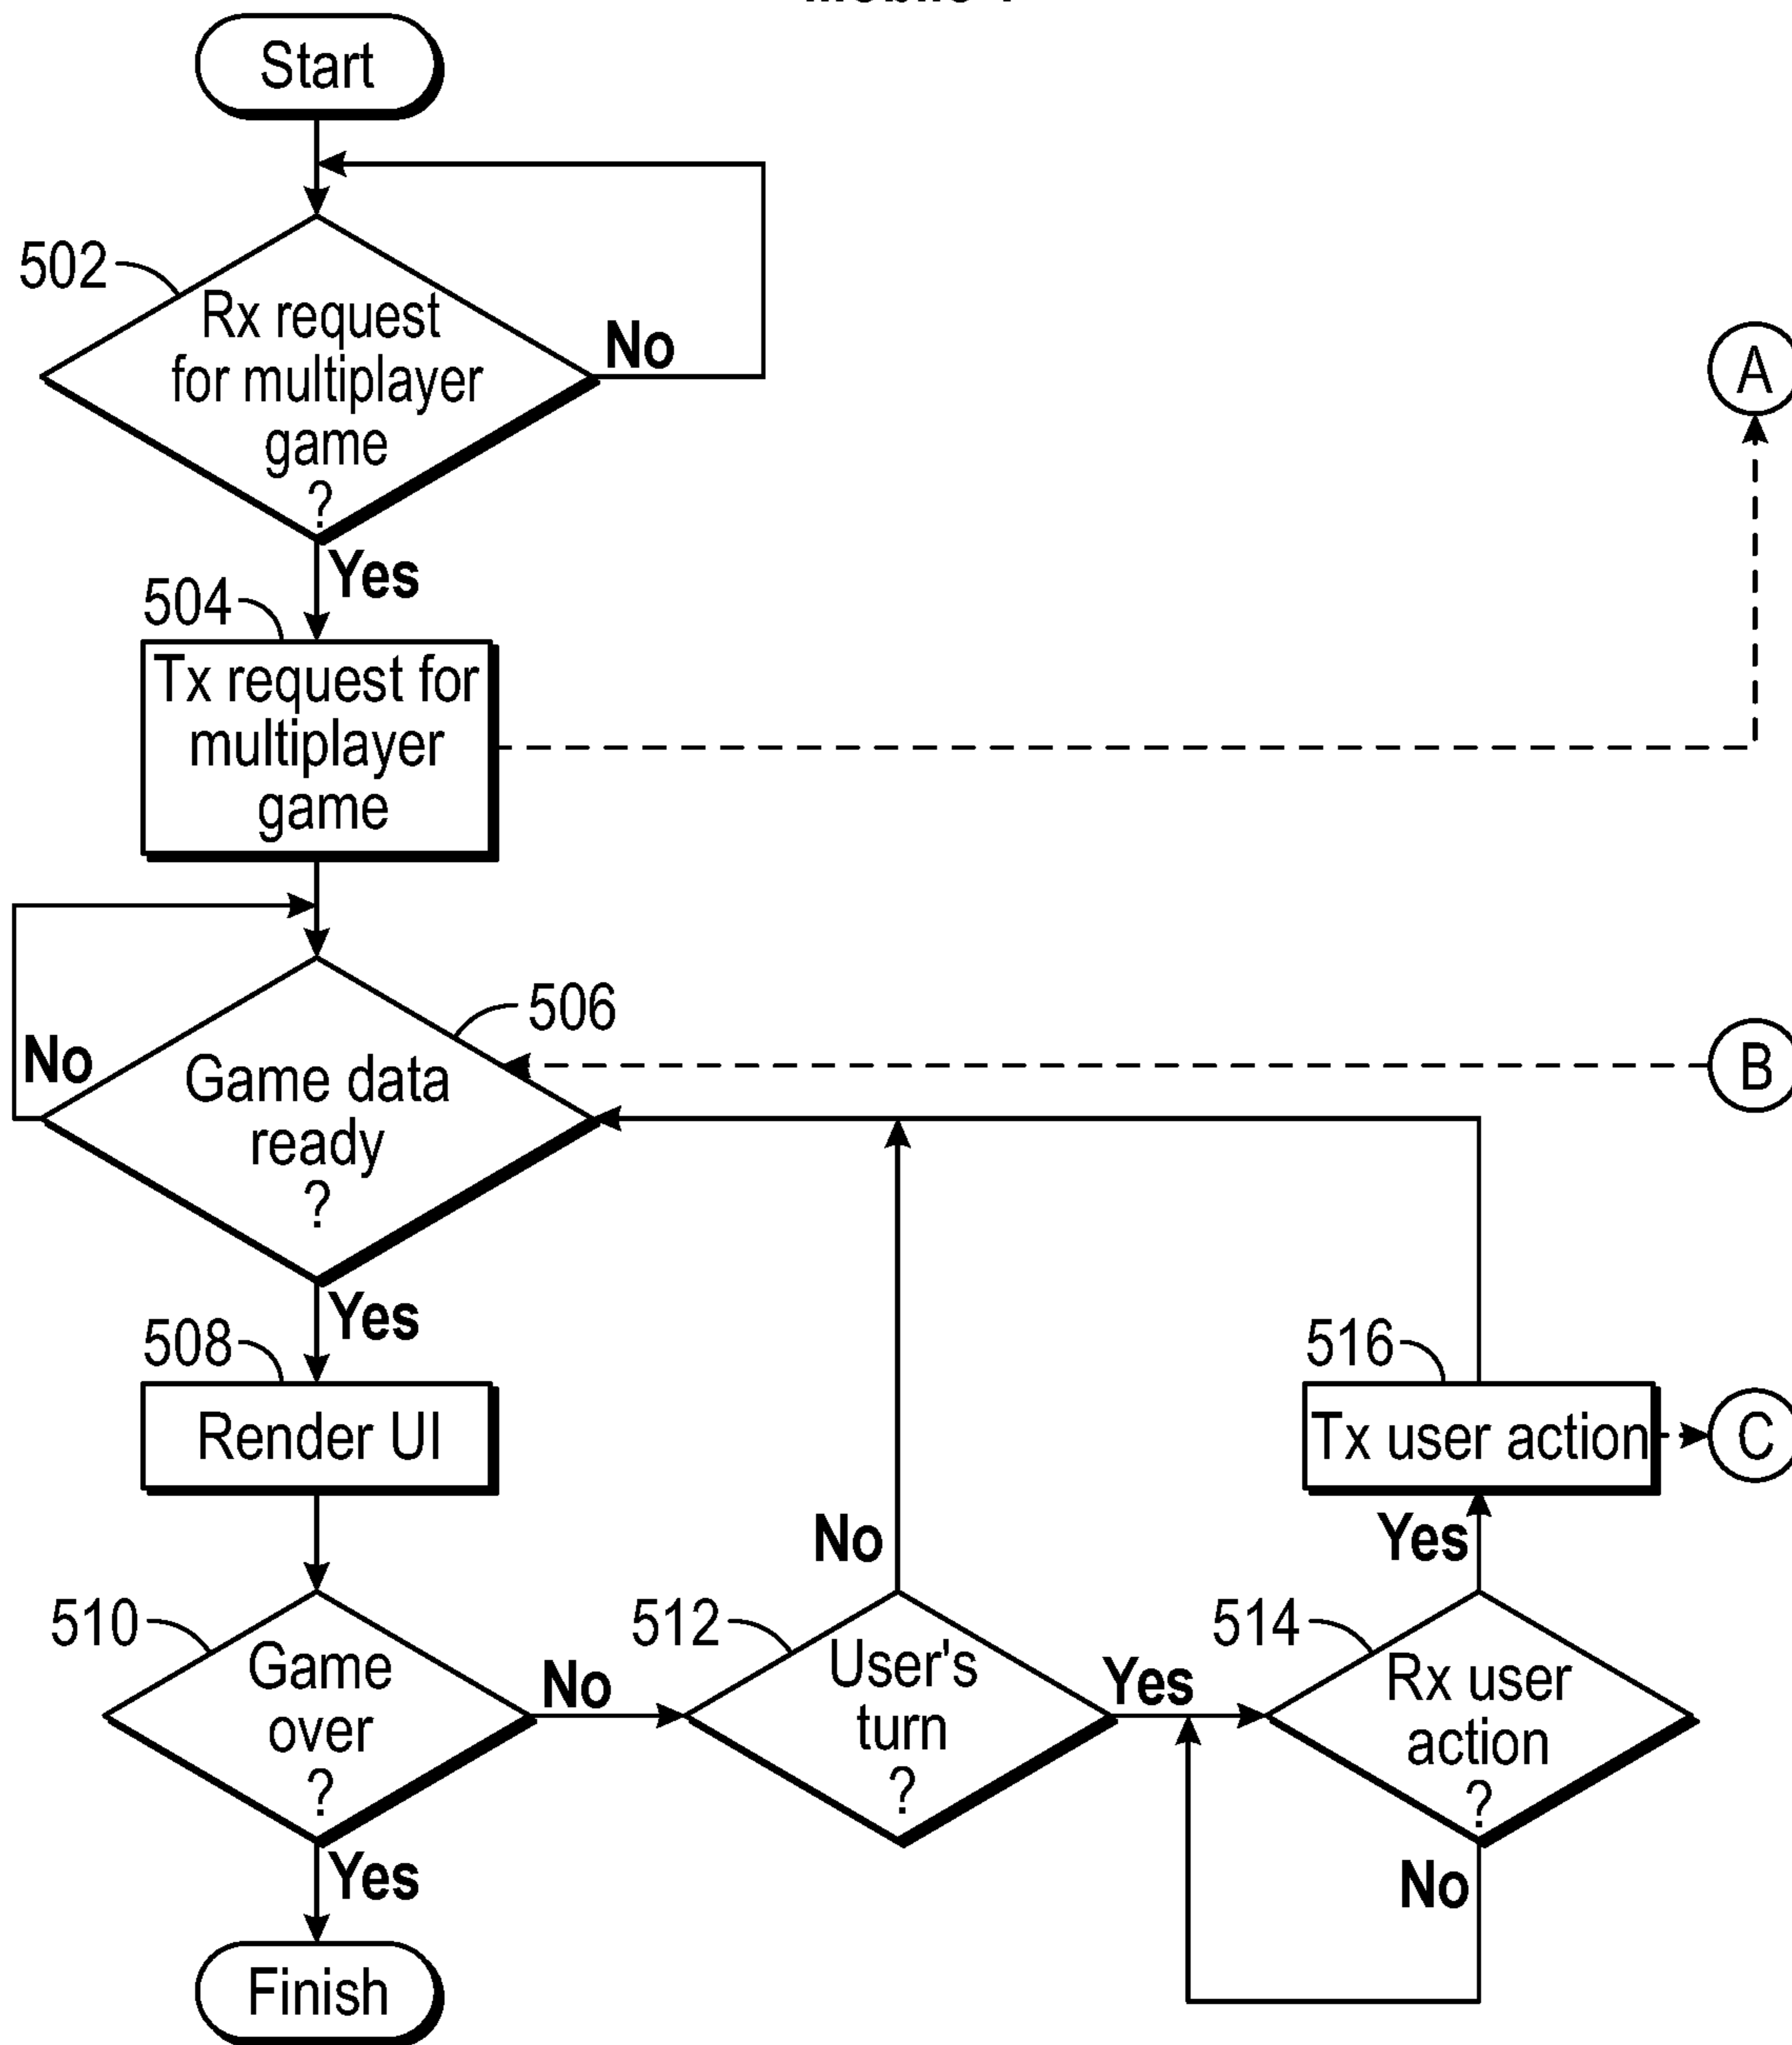 Start
502
Rx request
for multiplayer
game
?
No
A
Yes
504
Tx request for
multiplayer
game
506
No
Game data
ready
?
B
Yes
508
Render UI
516
Tx user action
C
No
Yes
510
Game
over
?
No
512
User's
turn
?
Yes
514
Rx user
action
?
Yes
No
Finish